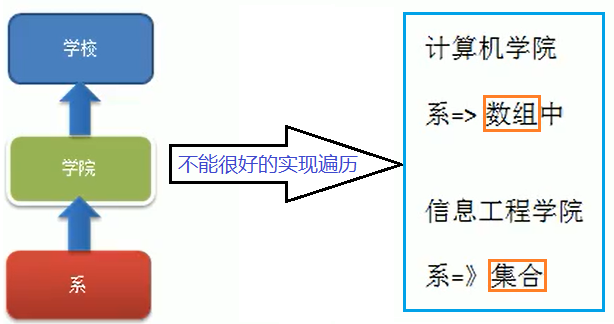 学校
学院
系
不能很好的实现遍历
计算机学院
系=> 数组中
信息工程学院
系=》集合